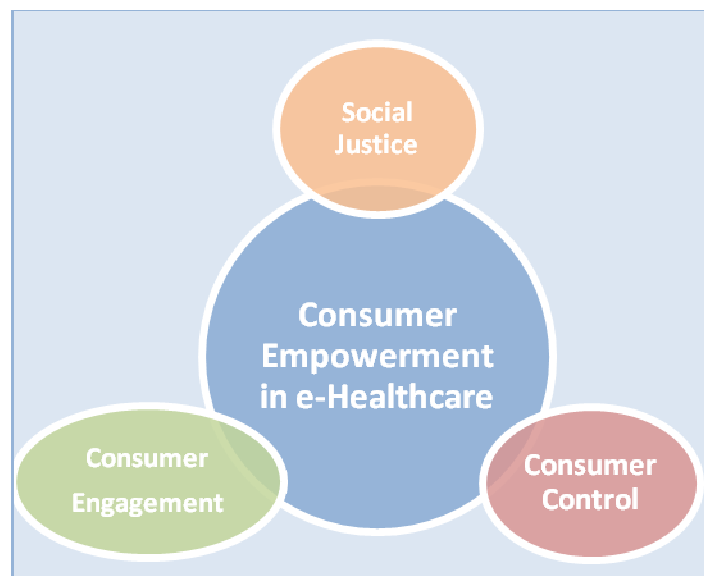 Social
Justice
Consumer
Empowerment
in e-Healthcare
Consumer
Engagement
Consumer
Control